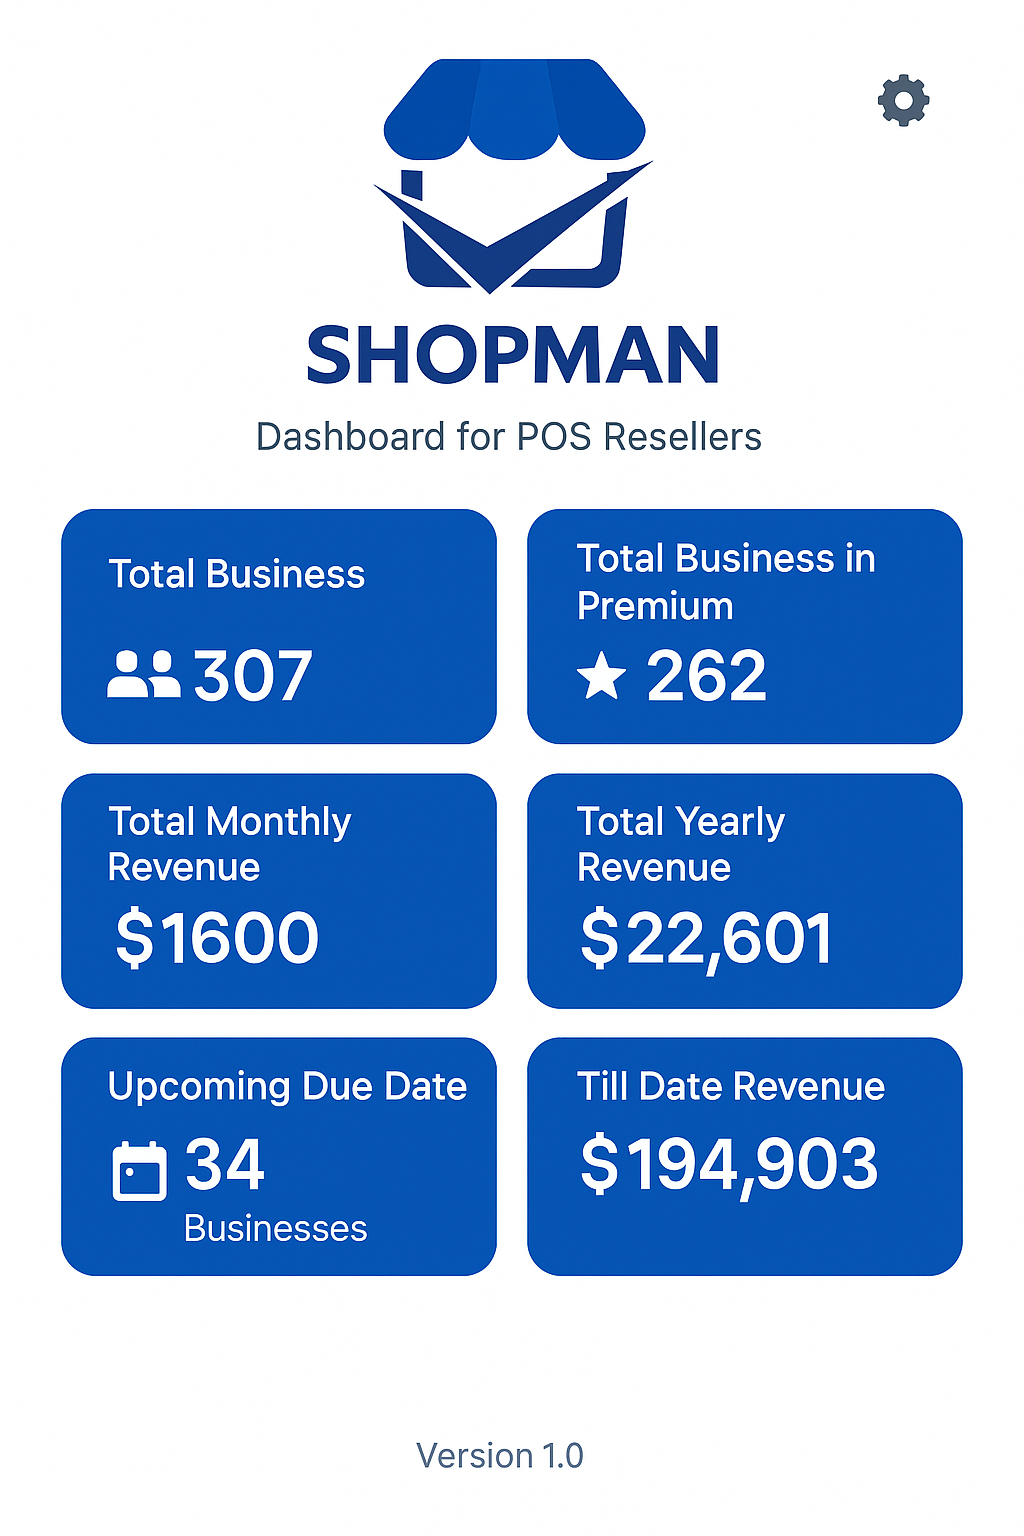 SHOPMAN
Dashboard for POS Resellers
Total Business
307
Total Business in
Premium
262
Total Monthly
Revenue
$1600
Total Yearly
Revenue
$22,601
Upcoming Due Date
34
Businesses
Till Date Revenue
$194,903
Version 1.0